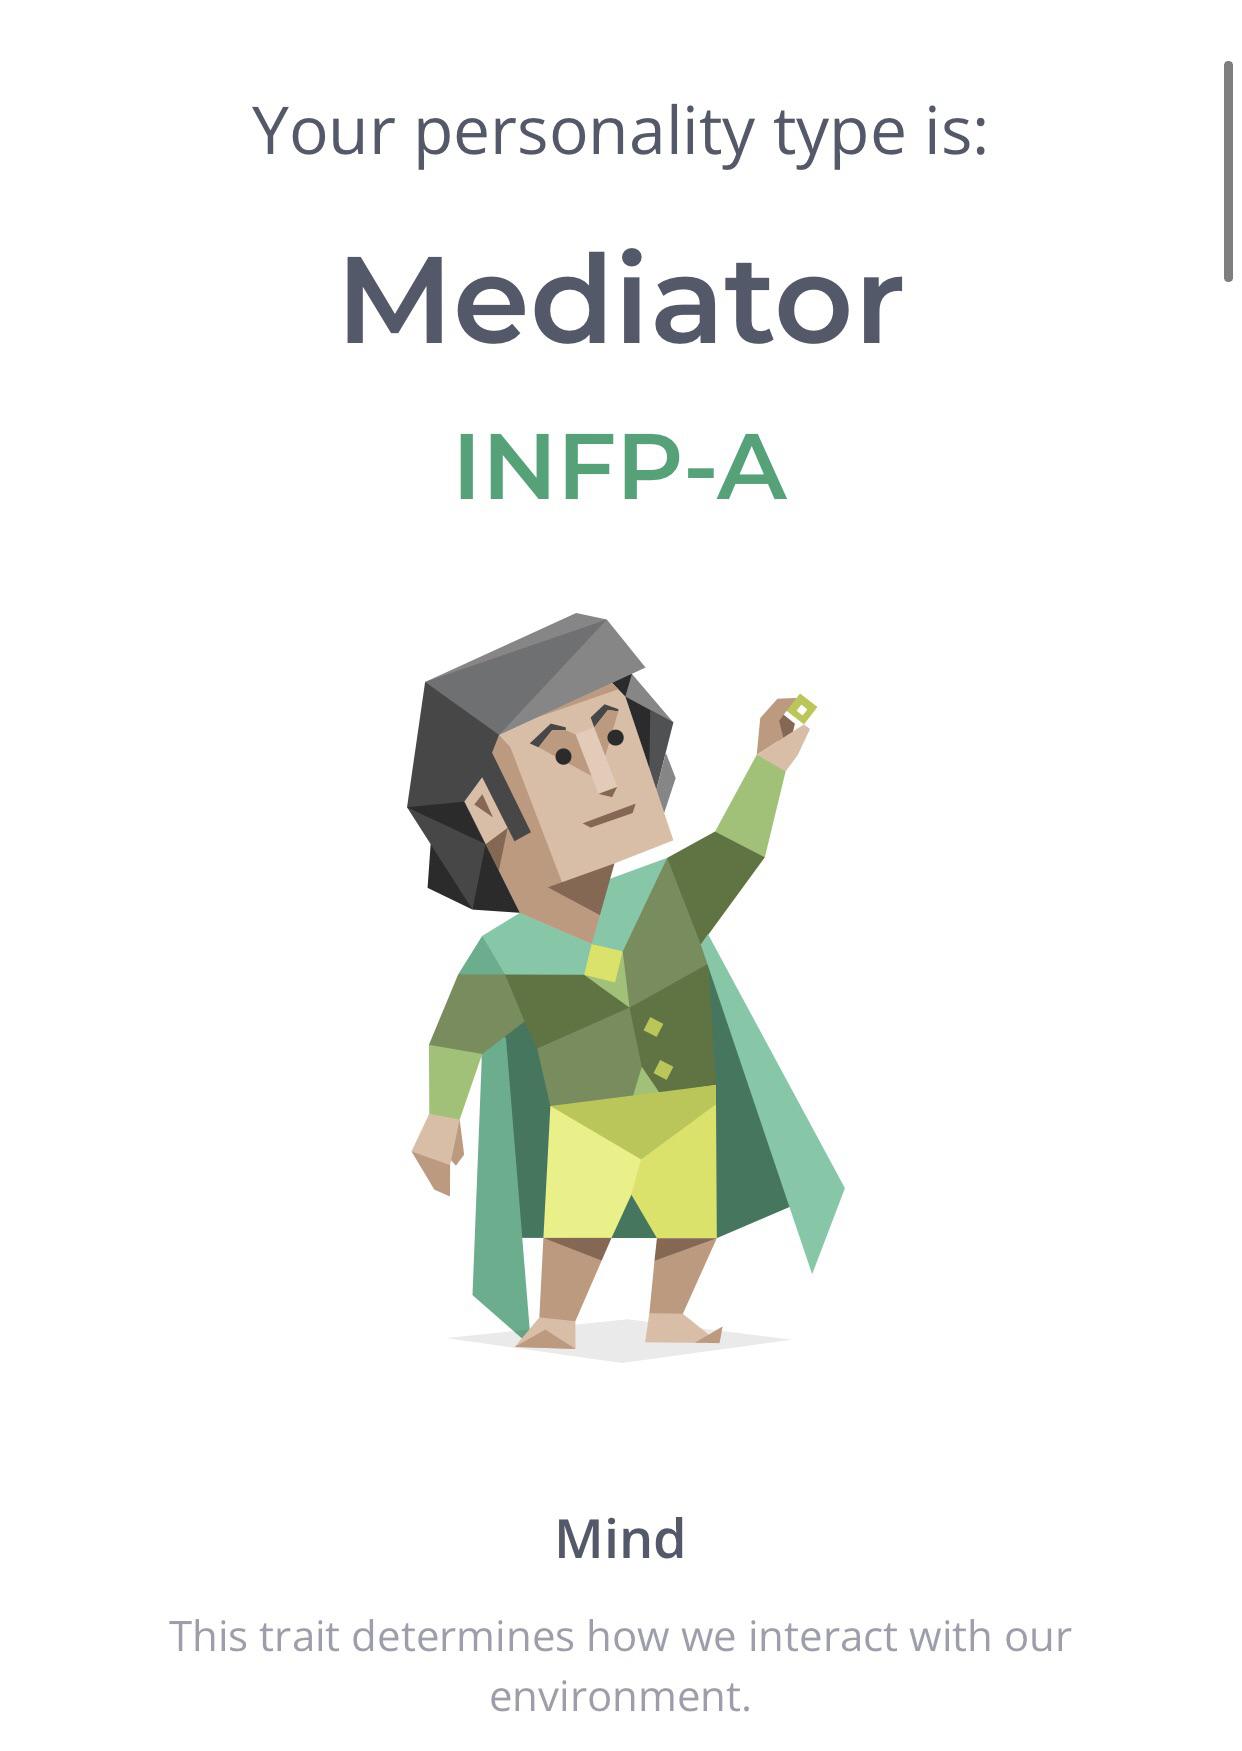 Your personality type is:
Mediator
INFP-A
Mind
This trait determines how we interact with our
environment.